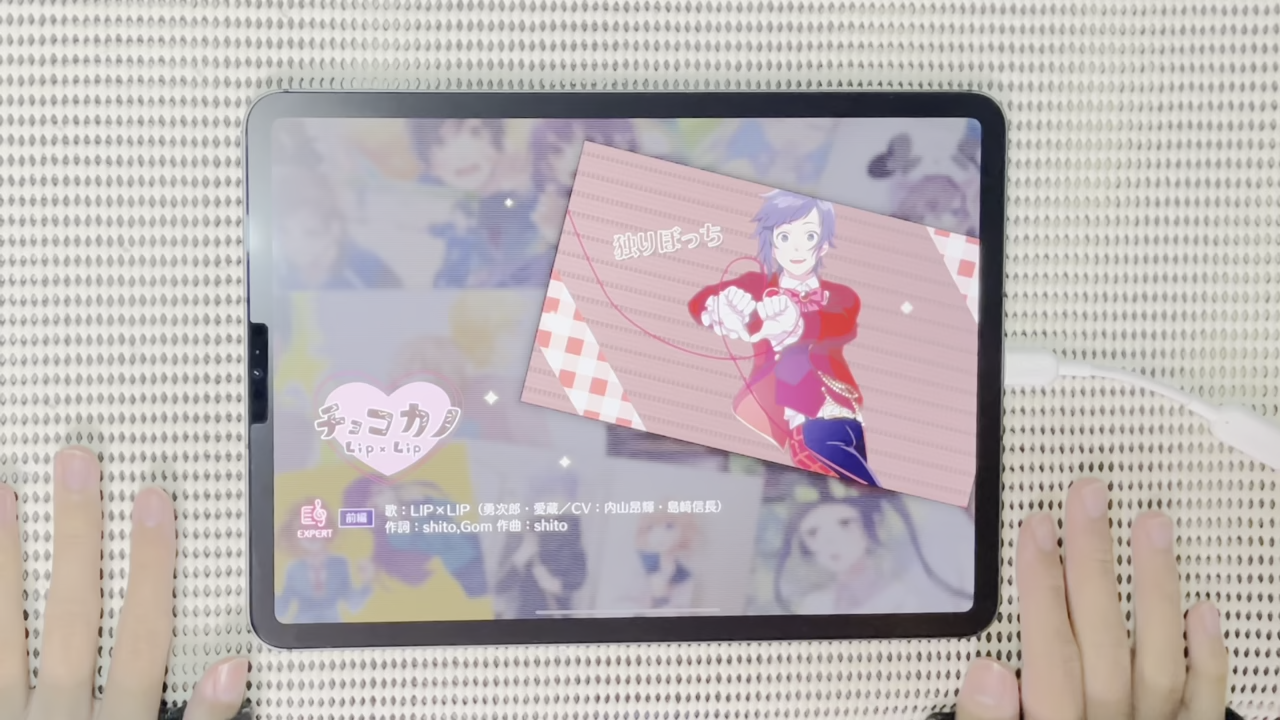 独りぼっち
チョコカノ
Lip×Lip
EXPERT
前編
歌：LIP×LIP（勇次郎・愛蔵／CV：内山昂輝・島﨑信長）
作詞：shito,Gom 作曲：shito